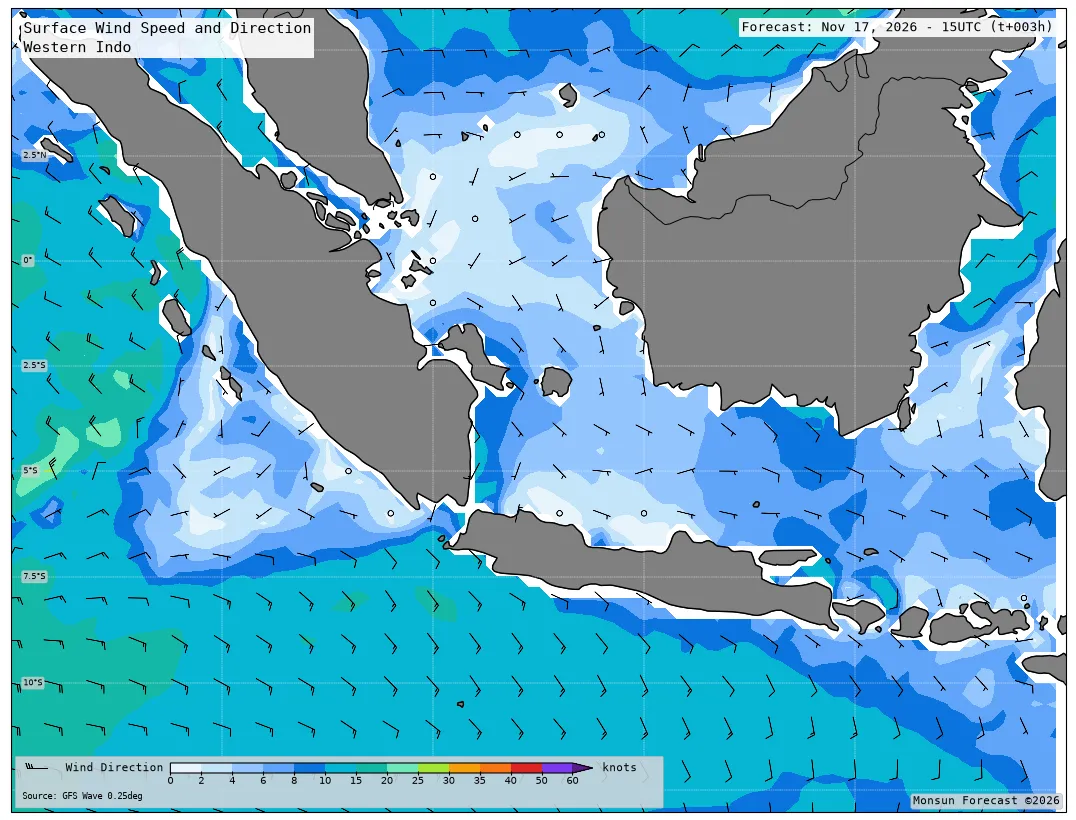 Surface Wind Speed and Direction
Western Indo
Forecast: Nov 17, 2026 - 15UTC (t+003h)
2.5°N
0°
2.5°S
5°S
7.5°S
10°S
Wind Direction
0 2 4 6 8 10 15 20 25 30 35 40 50 60
knots
Source: GFS Wave 0.25deg
Monsun Forecast ©2026